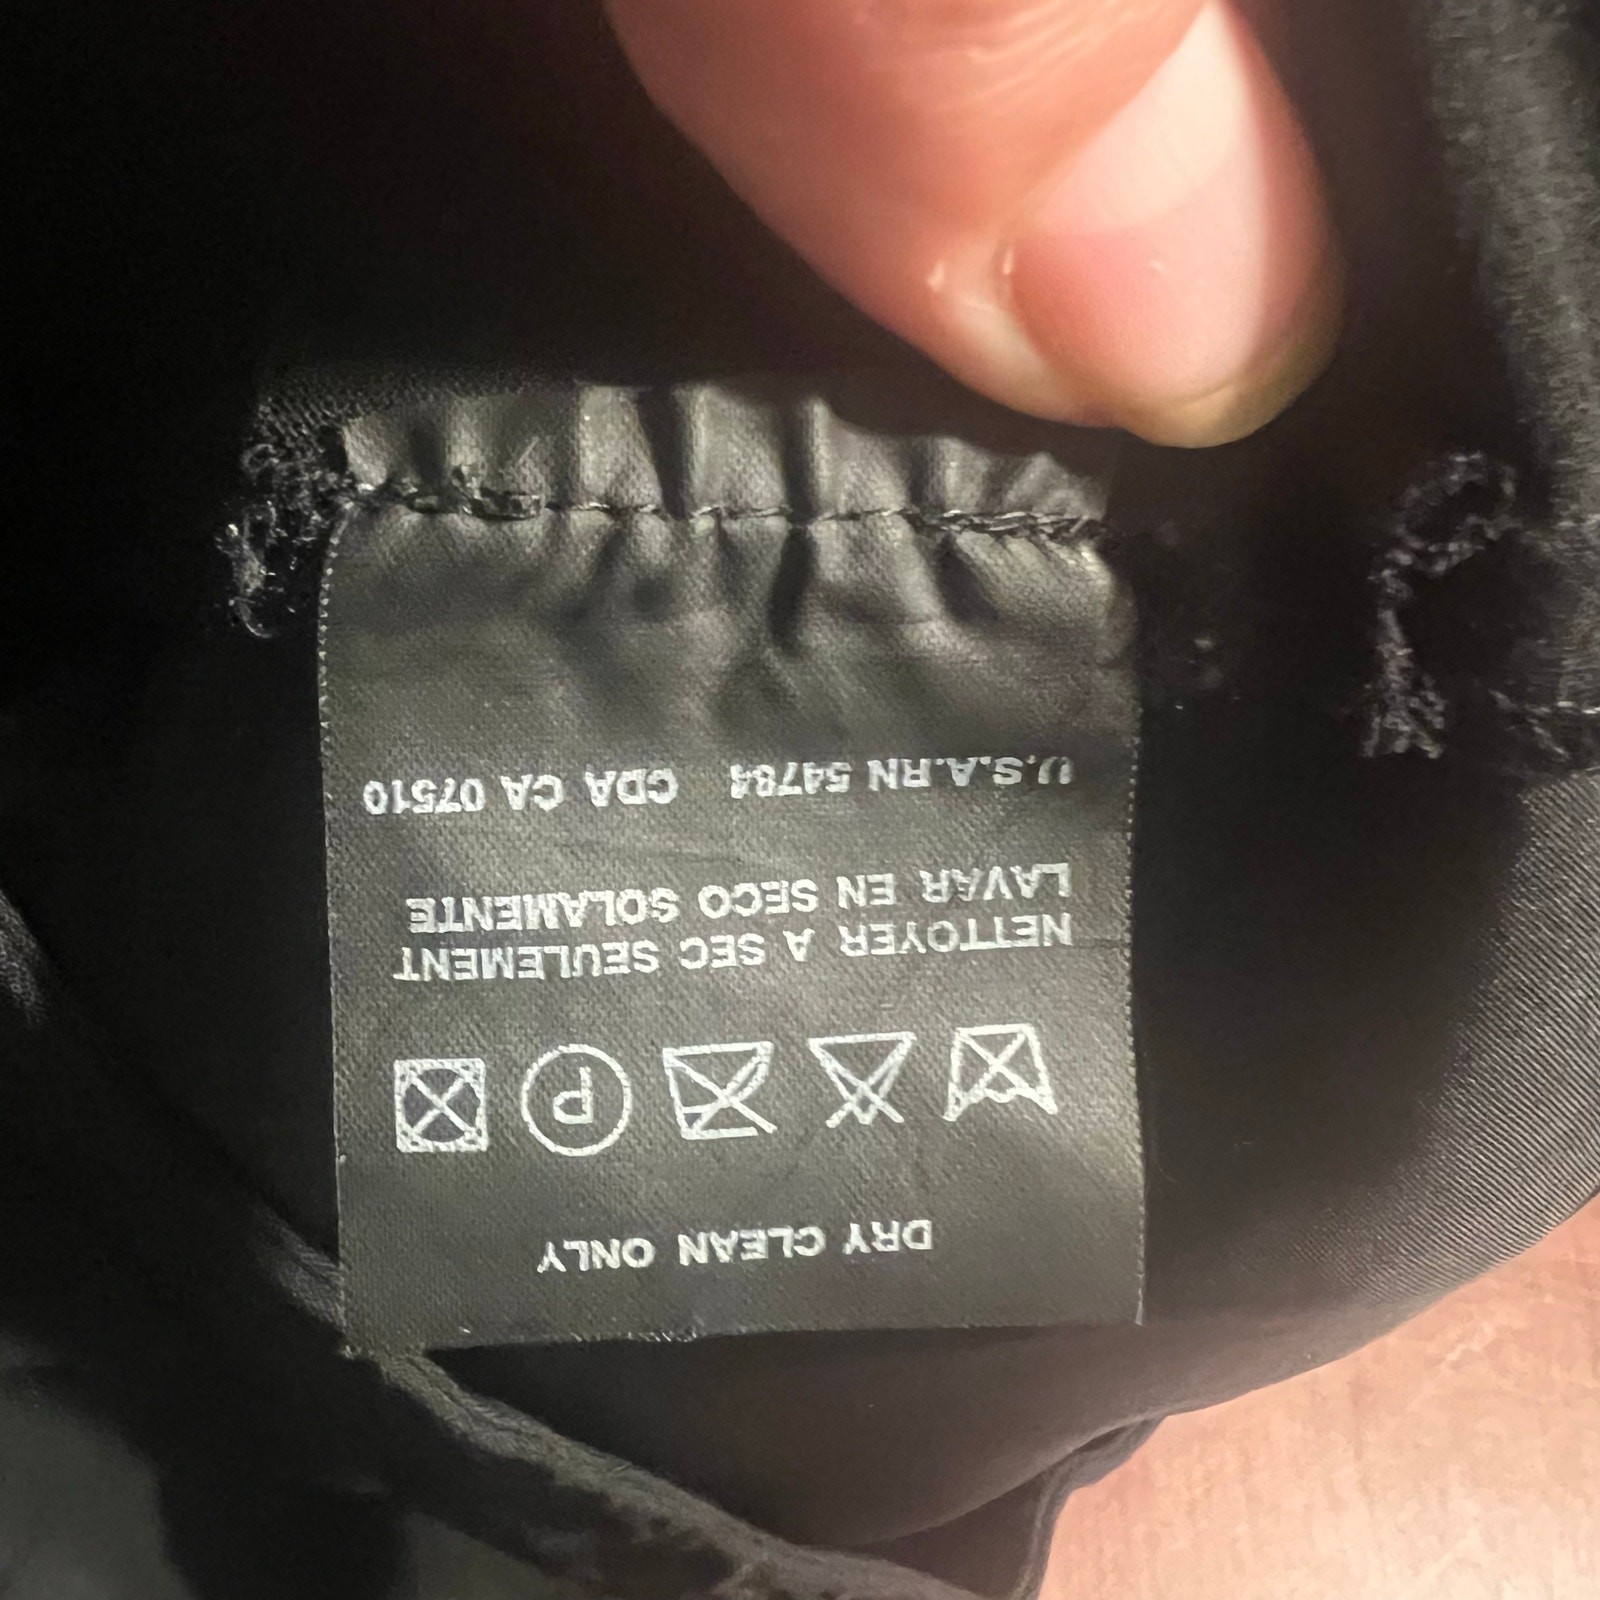 DRY CLEAN ONLY
P
NETTOYER A SEC SEULEMENT
LAVAR EN SECO SOLAMENTE
U.S.A.RN 54784 CDA CA 07510